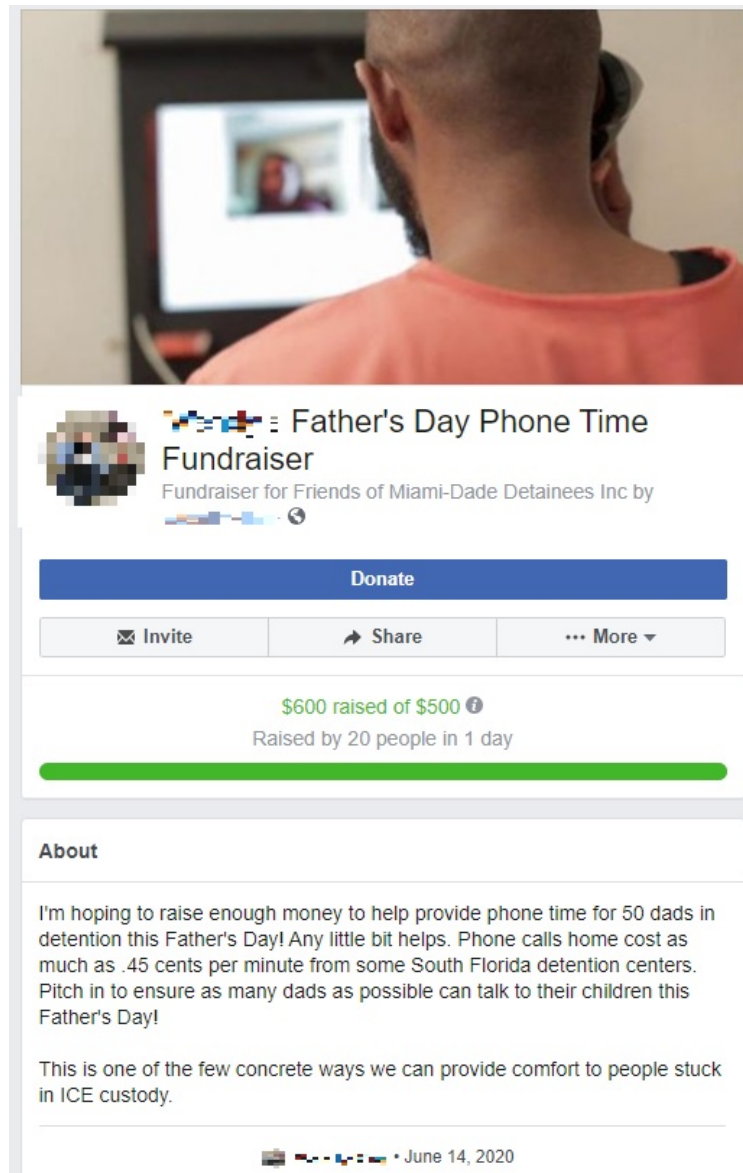 Father's Day Phone Time
Fundraiser
Fundraiser for Friends of Miami-Dade Detainees Inc by
Donate
Invite
Share
••• More
$600 raised of $500
Raised by 20 people in 1 day
About
I'm hoping to raise enough money to help provide phone time for 50 dads in
detention this Father's Day! Any little bit helps. Phone calls home cost as
much as .45 cents per minute from some South Florida detention centers.
Pitch in to ensure as many dads as possible can talk to their children this
Father's Day!
This is one of the few concrete ways we can provide comfort to people stuck
in ICE custody.
• June 14, 2020